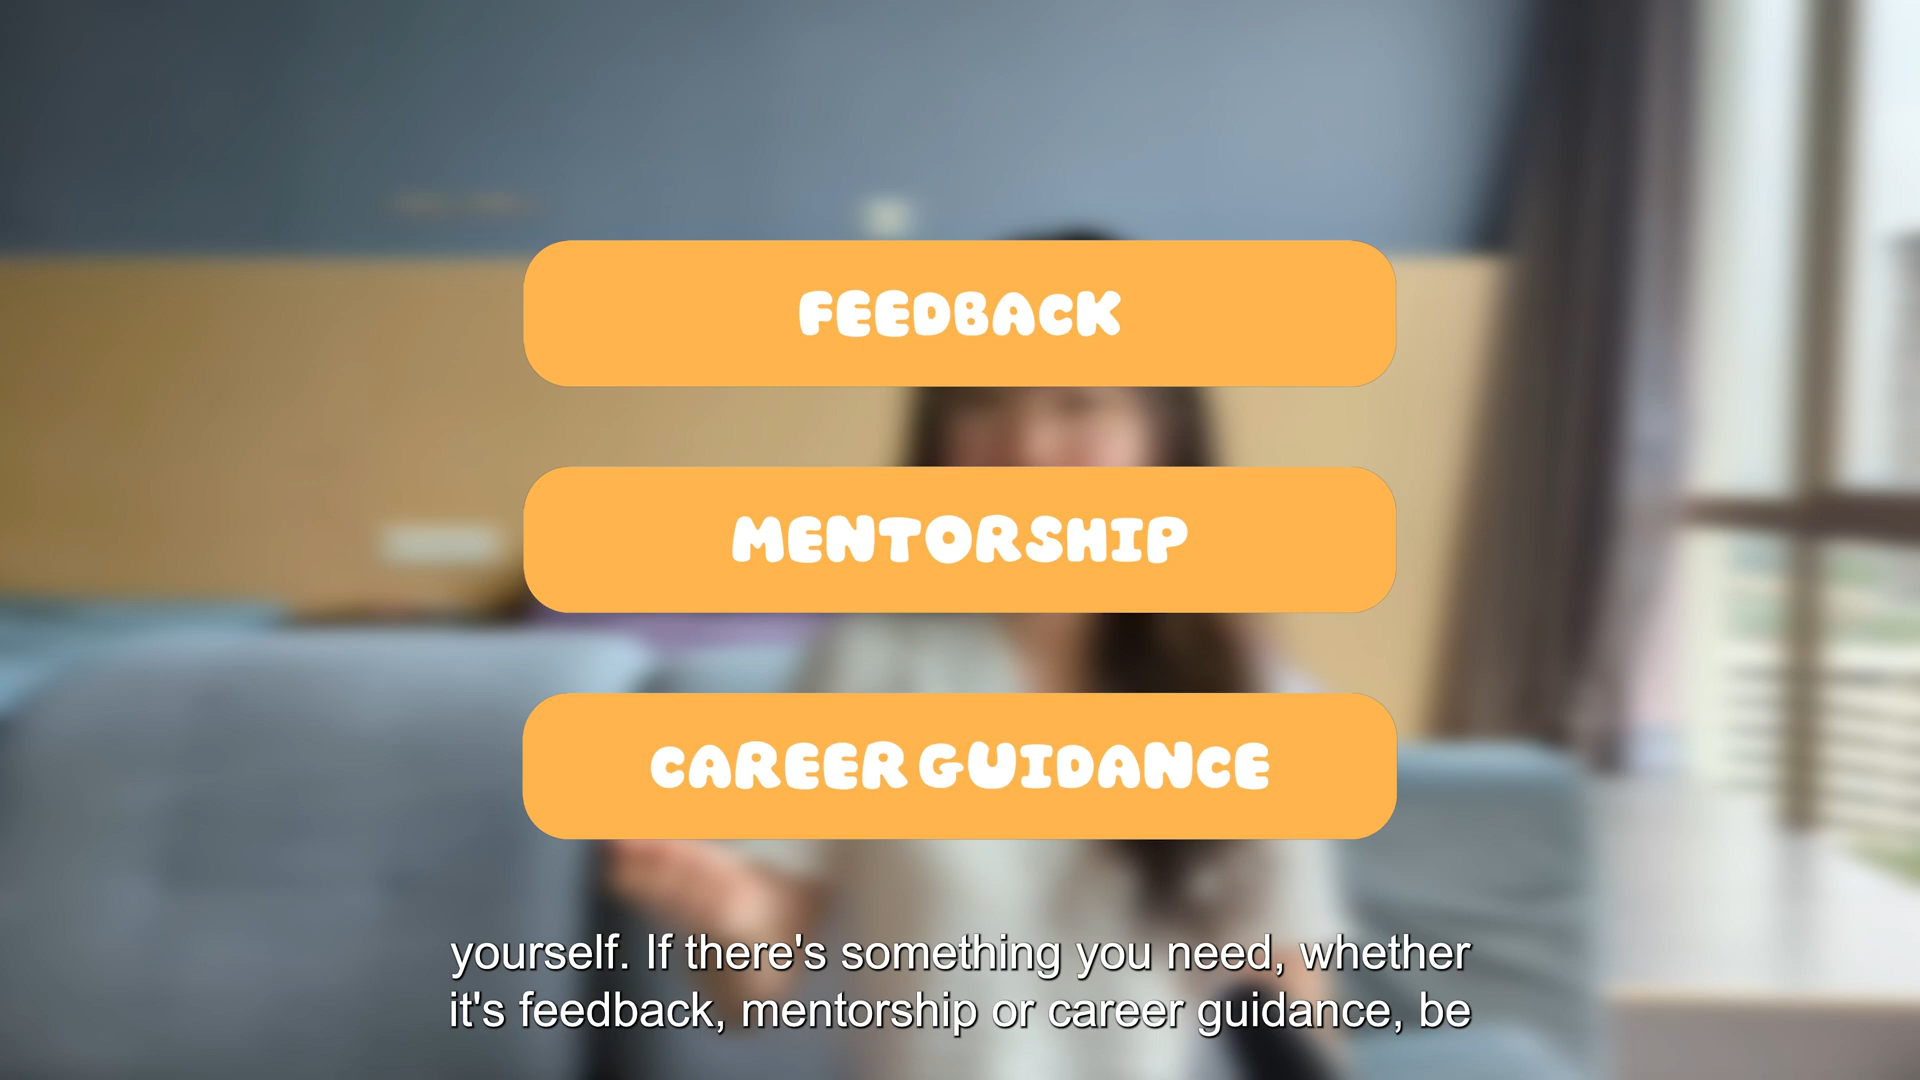 FEEDBACK
MENTORSHIP
CAREER GUIDANCE
yourself. If there's something you need, whether
it's feedback, mentorship or career guidance, be